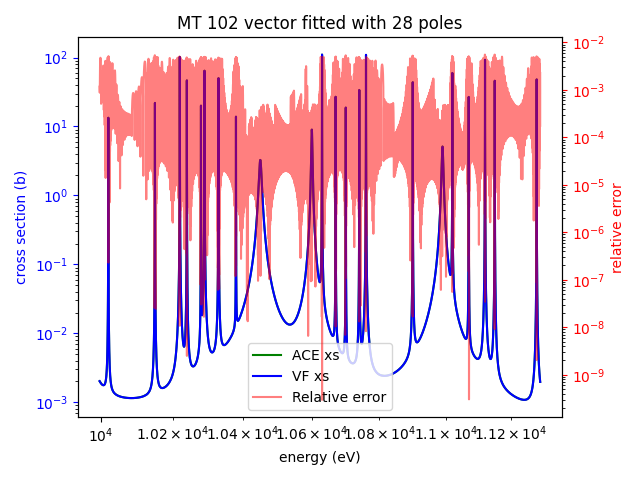 MT 102 vector fitted with 28 poles
10²
10¹
10⁰
10⁻¹
10⁻²
10⁻³
cross section (b)
10⁻²
10⁻³
10⁻⁴
10⁻⁵
10⁻⁶
10⁻⁷
10⁻⁸
10⁻⁹
relative error
ACE xs
VF xs
Relative error
10⁴ 1.02×10⁴ 1.04×10⁴ 1.06×10⁴ 1.08×10⁴ 1.1×10⁴ 1.12×10⁴
energy (eV)